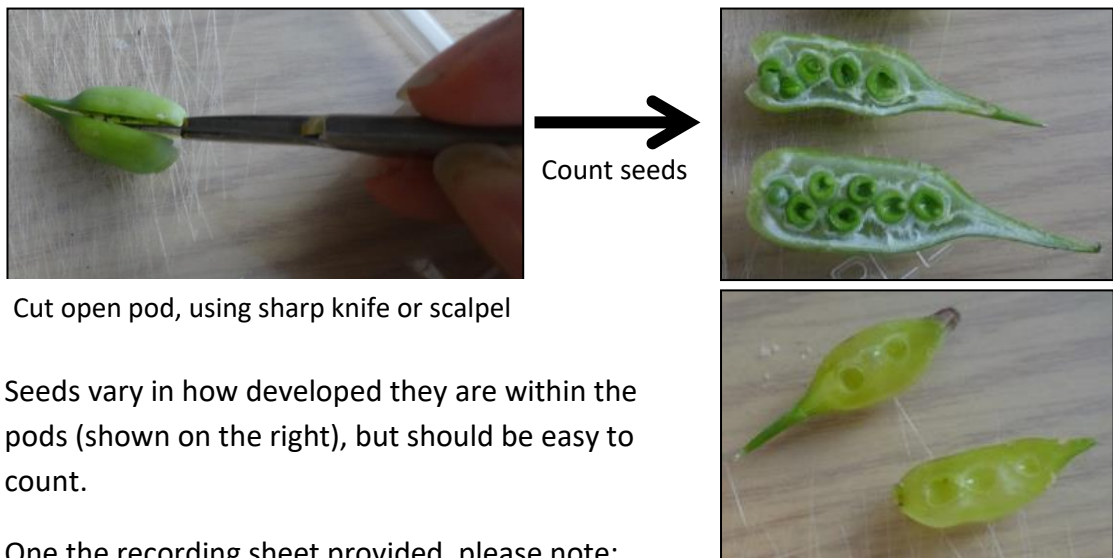 Count seeds
Cut open pod, using sharp knife or scalpel
Seeds vary in how developed they are within the
pods (shown on the right), but should be easy to
count.
One the recording sheet provided, please note: